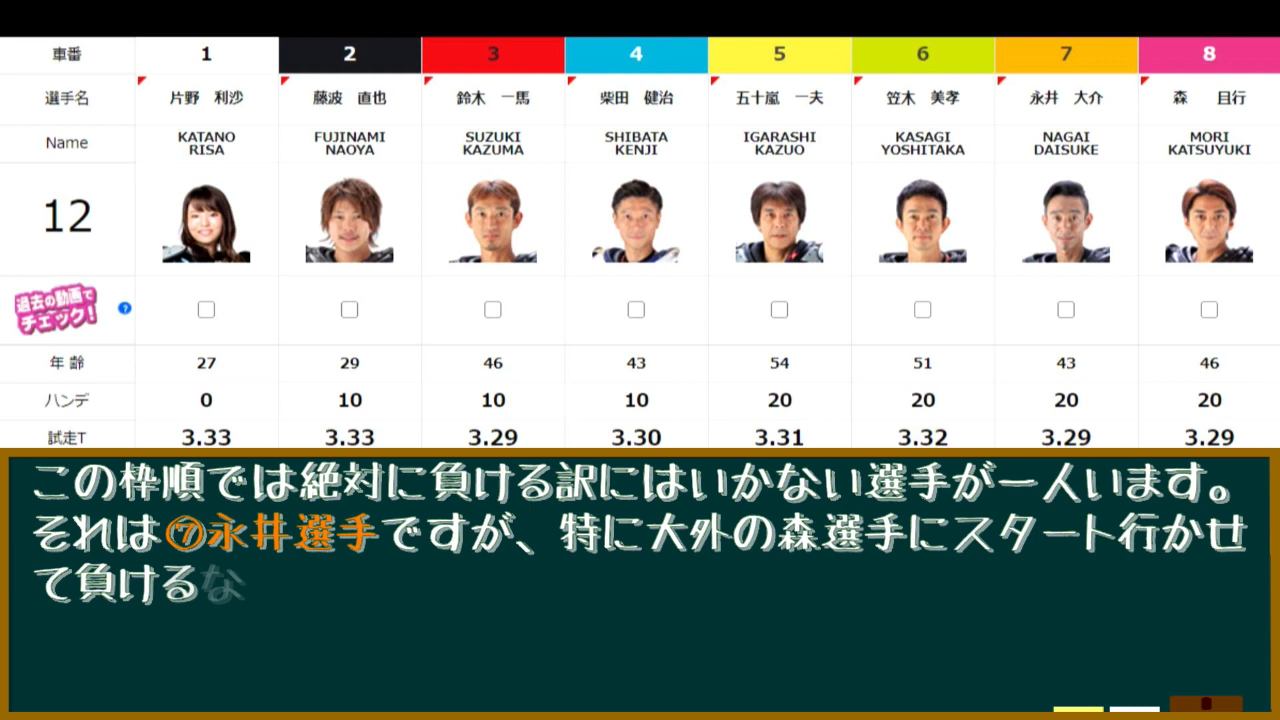 車番 1 2 3 4 5 6 7 8
選手名 片野 利沙 藤波 直也 鈴木 一馬 柴田 健治 五十嵐 一夫 笠木 美孝 永井 大介 森 且行
Name KATANO RISA FUJINAMI NAOYA SUZUKI KAZUMA SHIBATA KENJI IGARASHI KAZUO KASAGI YOSHITAKA NAGAI DAISUKE MORI KATSUYUKI
12
過去の動画で
チェック! ?
年齢 27 29 46 43 54 51 43 46
ハンデ 0 10 10 10 20 20 20 20
試走T 3.33 3.33 3.29 3.30 3.31 3.32 3.29 3.29
この枠順では絶対に負ける訳にはいかない選手が一人います。
それは⑦永井選手ですが、特に大外の森選手にスタート行かせ
て負けるな